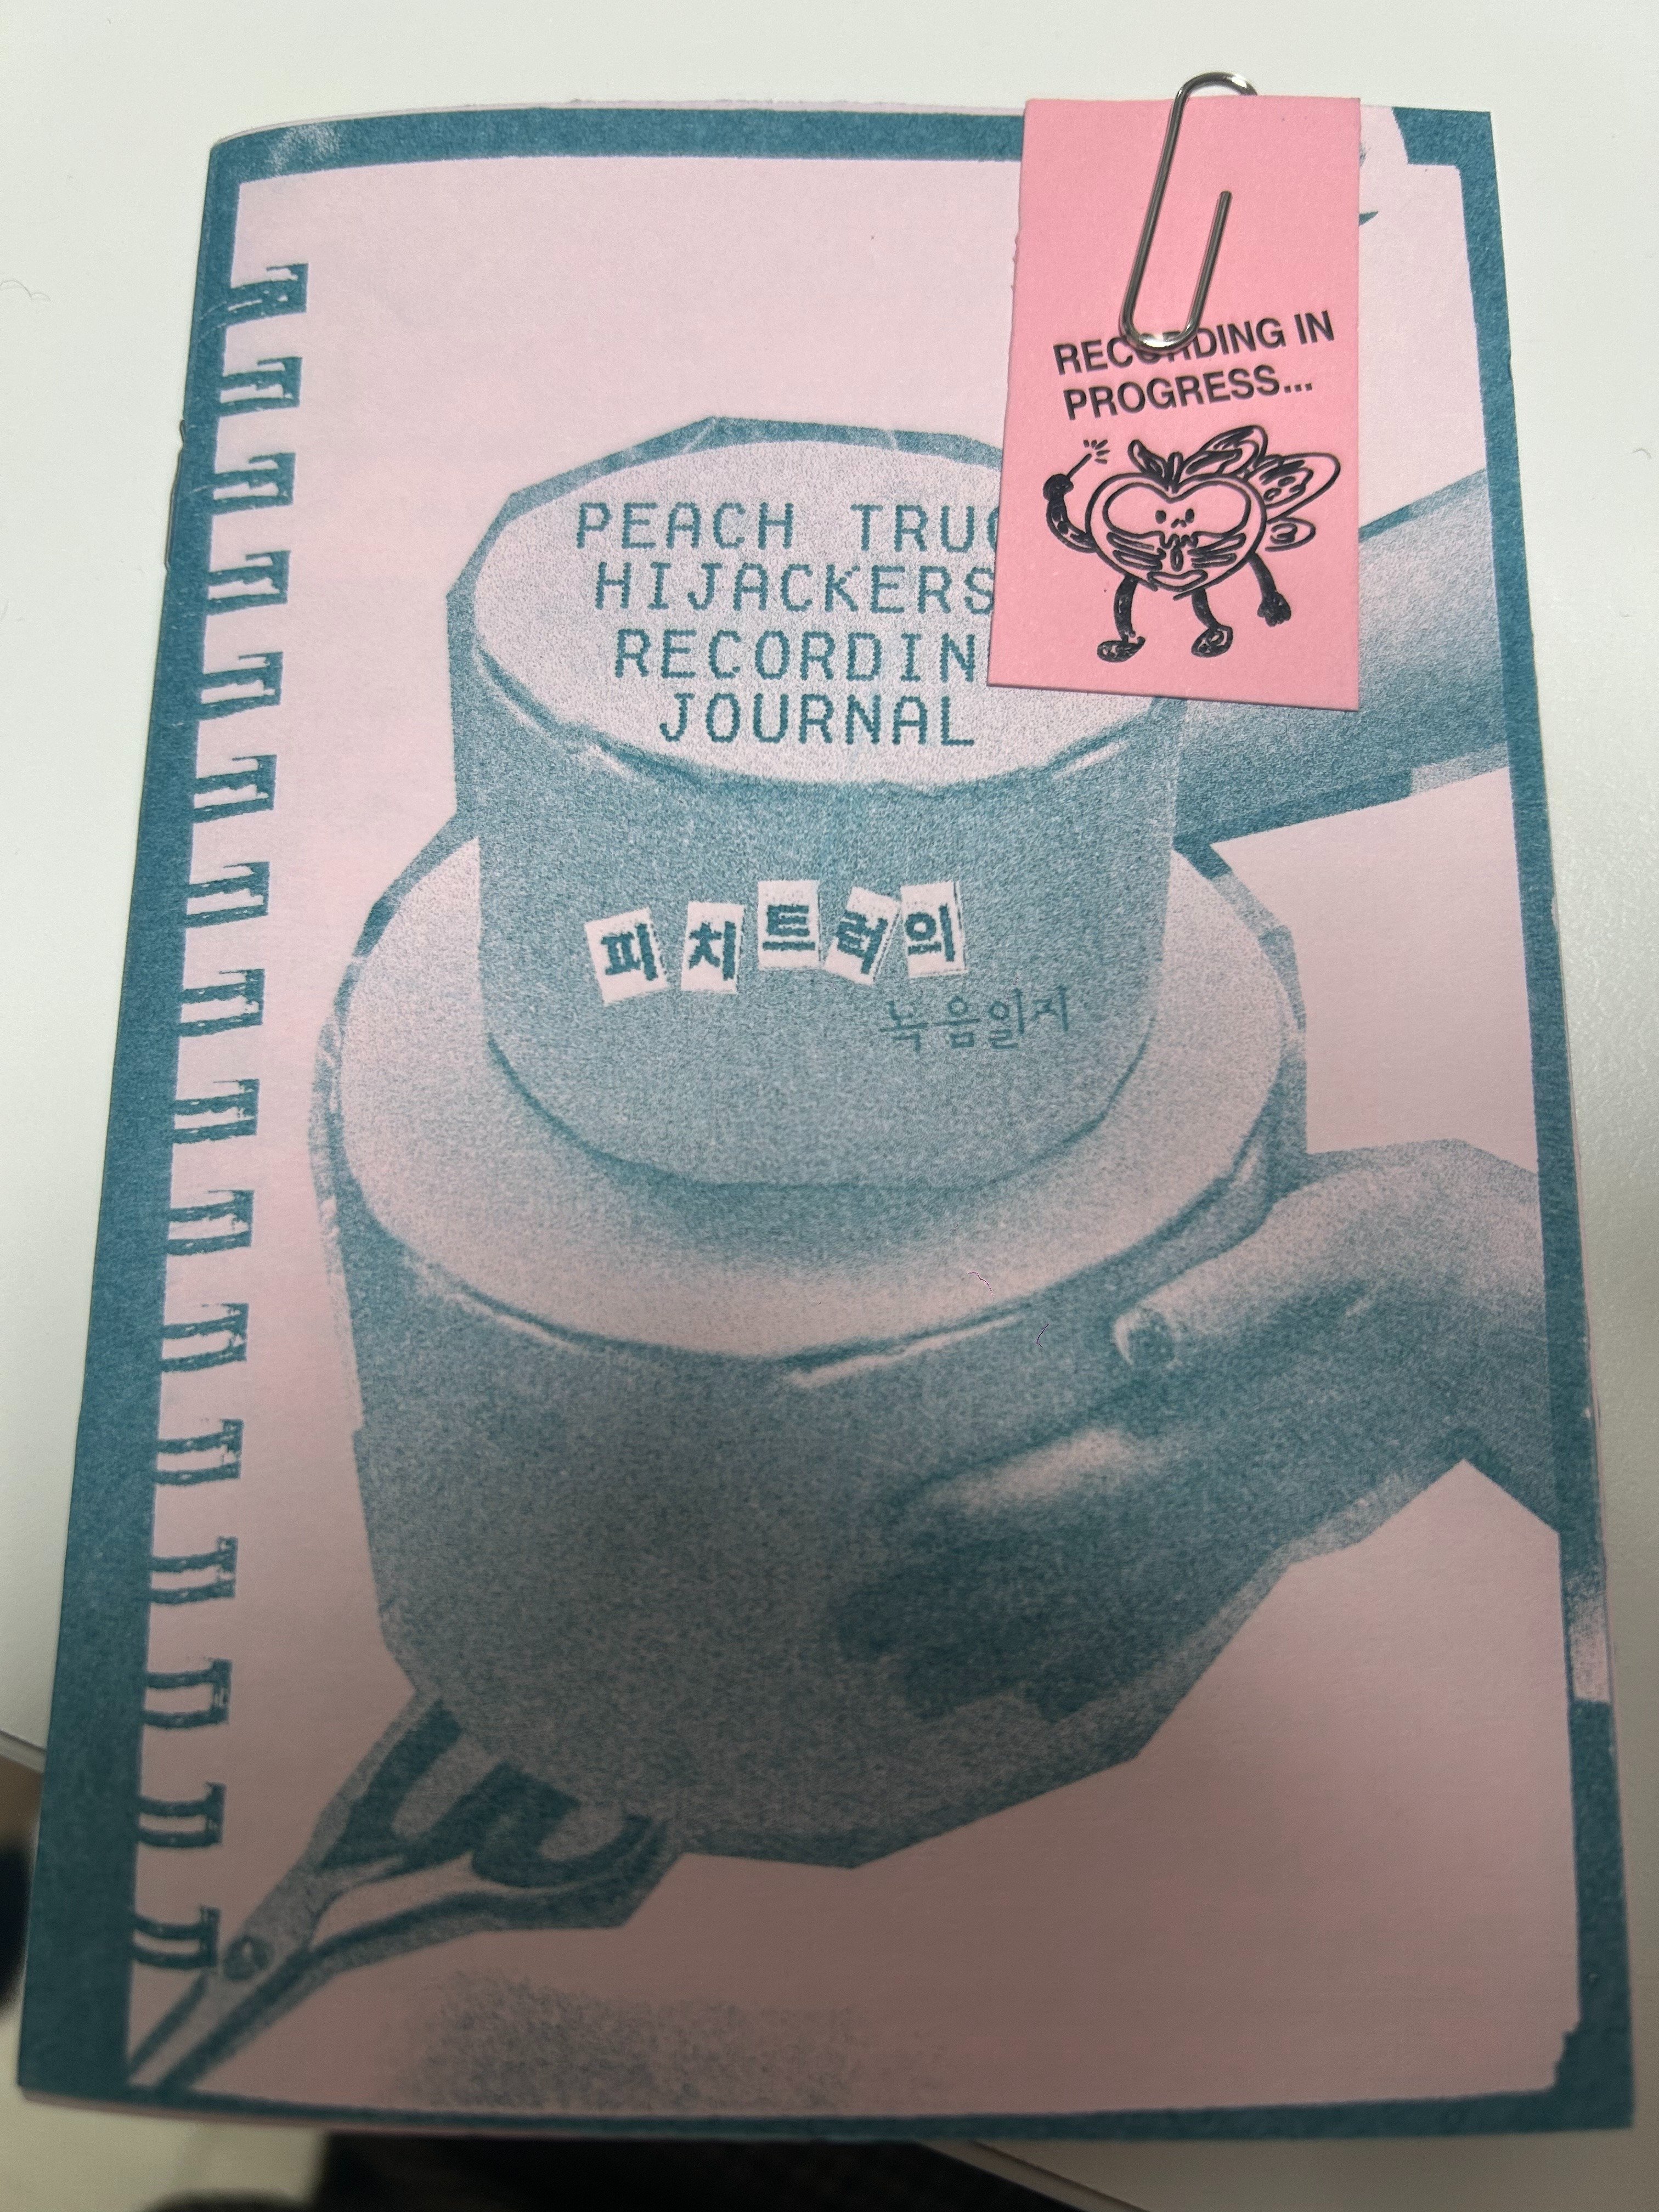 RECORDING IN
PROGRESS...
PEACH TRUC
HIJACKERS
RECORDIN
JOURNAL
피치트럭의
녹음일지